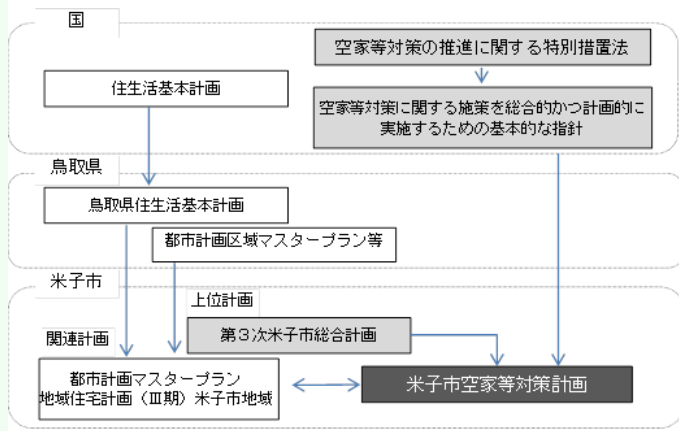 国
空家等対策の推進に関する特別措置法
住生活基本計画
空家等対策に関する施策を総合的かつ計画的に
実施するための基本的な指針
鳥取県
鳥取県住生活基本計画
都市計画区域マスタープラン等
米子市
上位計画
第3次米子市総合計画
関連計画
都市計画マスタープラン
地域住宅計画（Ⅲ期）米子市地域
米子市空家等対策計画